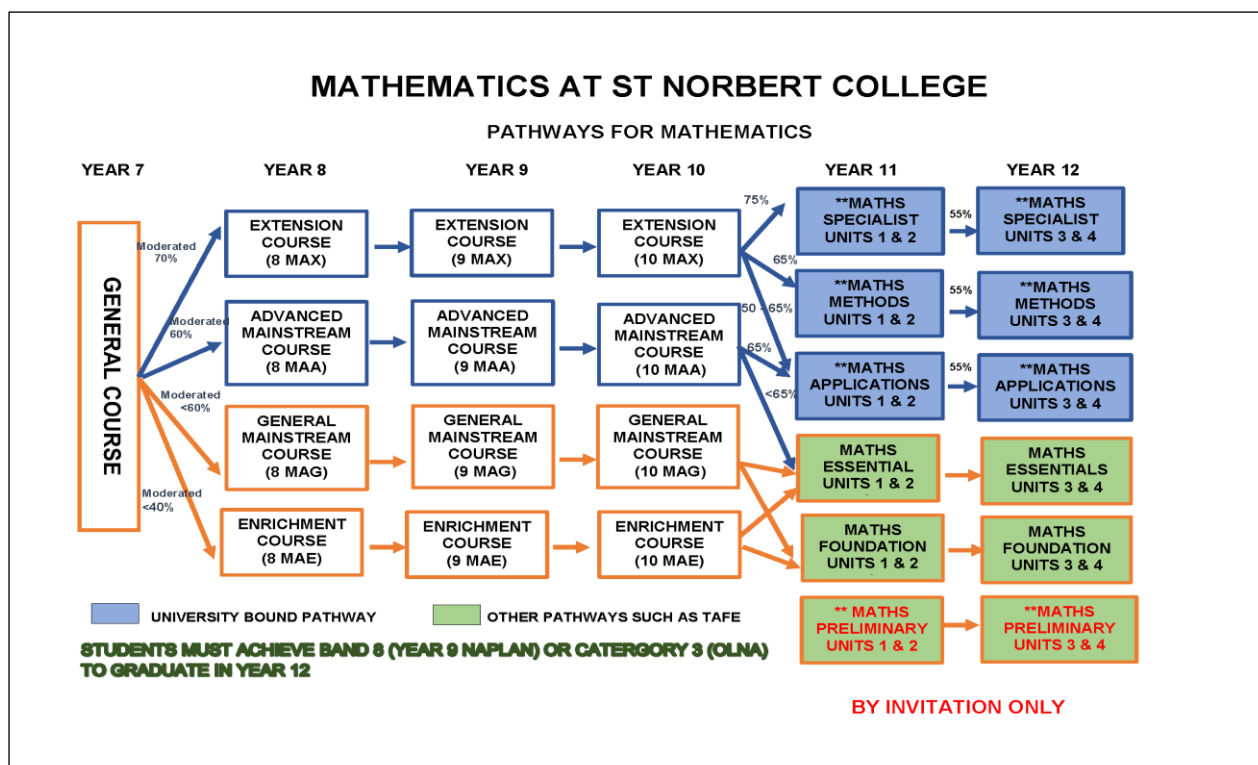 MATHEMATICS AT ST NORBERT COLLEGE
PATHWAYS FOR MATHEMATICS
YEAR 7
YEAR 8
YEAR 9
YEAR 10
YEAR 11
YEAR 12
GENERAL COURSE
Moderated
70%
Moderated
60%
Moderated
<60%
Moderated
<40%
EXTENSION
COURSE
(8 MAX)
EXTENSION
COURSE
(9 MAX)
EXTENSION
COURSE
(10 MAX)
75%
65%
50 - 65%
**MATHS
SPECIALIST
UNITS 1 & 2
55%
**MATHS
SPECIALIST
UNITS 3 & 4
ADVANCED
MAINSTREAM
COURSE
(8 MAA)
ADVANCED
MAINSTREAM
COURSE
(9 MAA)
ADVANCED
MAINSTREAM
COURSE
(10 MAA)
65%
<65%
**MATHS
METHODS
UNITS 1 & 2
55%
**MATHS
METHODS
UNITS 3 & 4
**MATHS
APPLICATIONS
UNITS 1 & 2
55%
**MATHS
APPLICATIONS
UNITS 3 & 4
GENERAL
MAINSTREAM
COURSE
(8 MAG)
GENERAL
MAINSTREAM
COURSE
(9 MAG)
GENERAL
MAINSTREAM
COURSE
(10 MAG)
MATHS
ESSENTIAL
UNITS 1 & 2
MATHS
ESSENTIALS
UNITS 3 & 4
ENRICHMENT
COURSE
(8 MAE)
ENRICHMENT
COURSE
(9 MAE)
ENRICHMENT
COURSE
(10 MAE)
MATHS
FOUNDATION
UNITS 1 & 2
MATHS
FOUNDATION
UNITS 3 & 4
** MATHS
PRELIMINARY
UNITS 1 & 2
**MATHS
PRELIMINARY
UNITS 3 & 4
UNIVERSITY BOUND PATHWAY
OTHER PATHWAYS SUCH AS TAFE
STUDENTS MUST ACHIEVE BAND 8 (YEAR 9 NAPLAN) OR CATERGORY 3 (OLNA)
TO GRADUATE IN YEAR 12
BY INVITATION ONLY